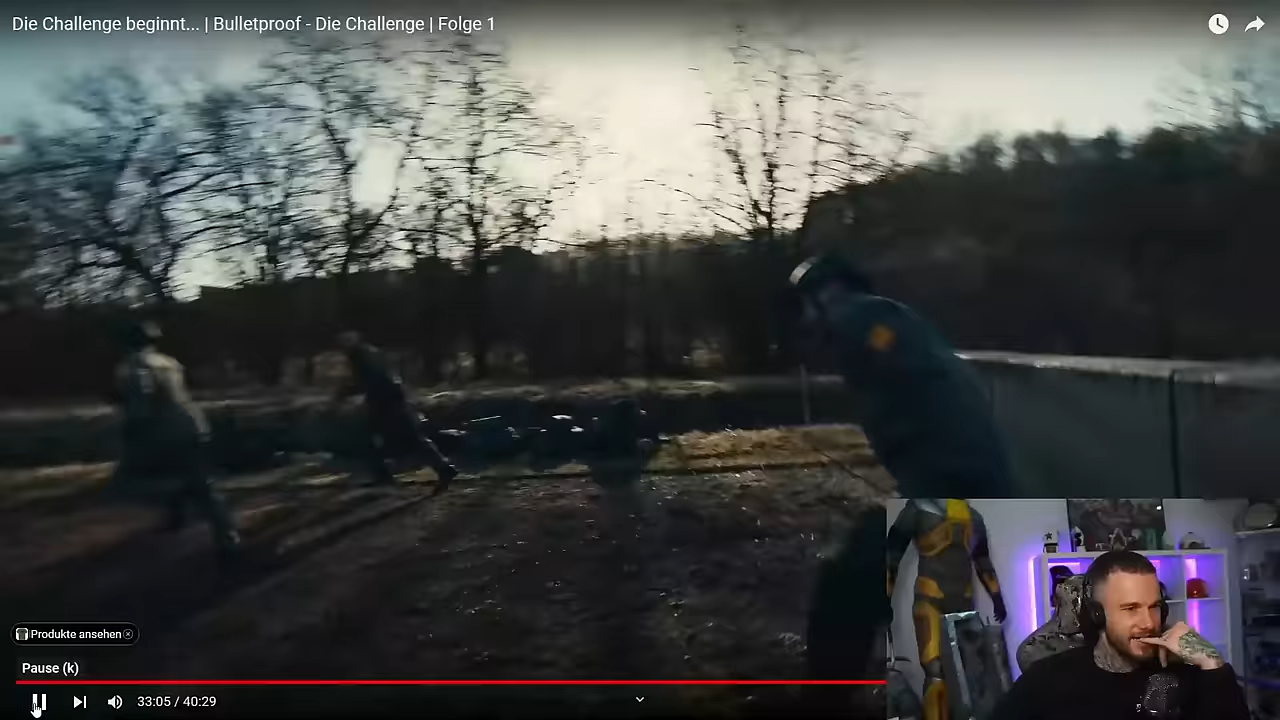 Die Challenge beginnt... | Bulletproof - Die Challenge | Folge 1
Produkte ansehen
Pause (k)
33:05 / 40:29